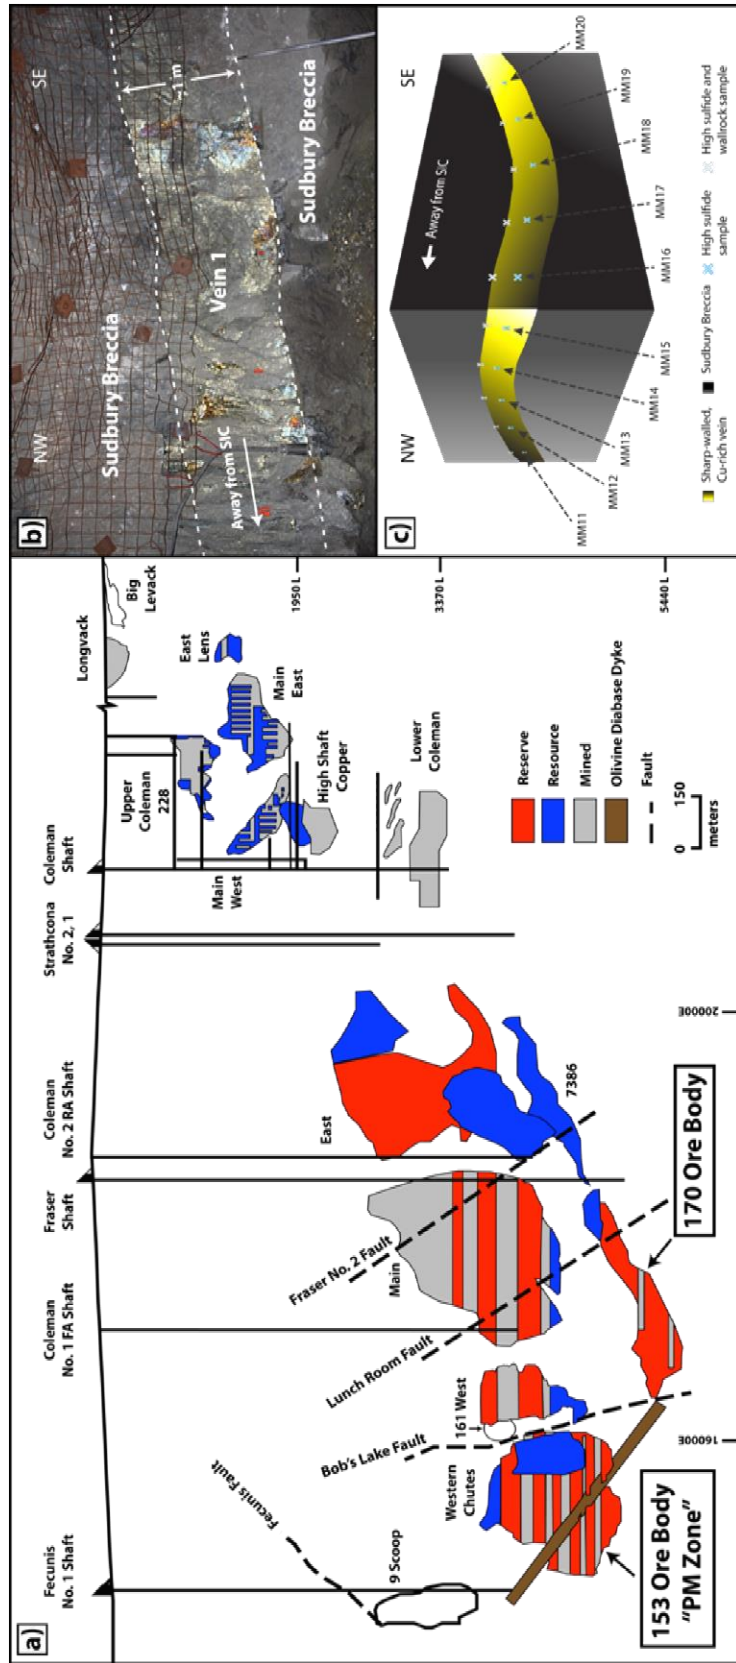 a)
Fecunis
No. 1 Shaft
Coleman
No. 1 FA Shaft
Fraser
Shaft
Coleman
No. 2 RA Shaft
Strathcona
No. 2, 1
Coleman
Shaft
Upper
Coleman
228
Longvack
Big
Levack
East
Lens
Main
East
Main
West
High Shaft
Copper
1950 L
Lower
Coleman
3370 L
5440 L
Fecunis Fault
9 Scoop
Bob's Lake Fault
Western
Chutes
161 West
Lunch Room Fault
Fraser No. 2 Fault
Main
East
7386
16000E
20000E
153 Ore Body
"PM Zone"
170 Ore Body
Reserve
Resource
Mined
Olivine Diabase Dyke
Fault
0 150
meters
b)
NW
SE
Sudbury Breccia
~1 m
Vein 1
Away from SIC
Sudbury Breccia
c)
NW
SE
Away from SIC
MM11
MM12
MM13
MM14
MM15
MM16
MM17
MM18
MM19
MM20
Sharp-walled,
Cu-rich vein
Sudbury Breccia
High sulfide
sample
High sulfide and
wallrock sample